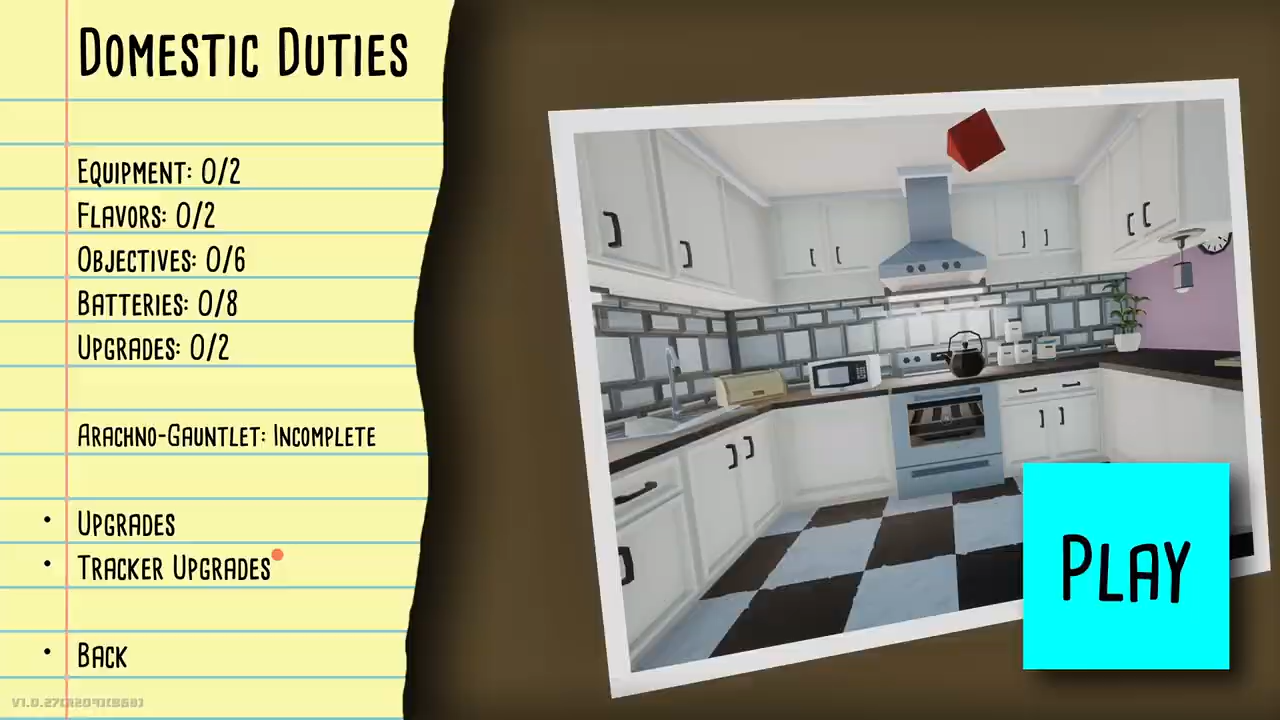 Domestic Duties
Equipment: 0/2
Flavors: 0/2
Objectives: 0/6
Batteries: 0/8
Upgrades: 0/2
Arachno-Gauntlet: Incomplete
• Upgrades
• Tracker Upgrades
• Back
Play